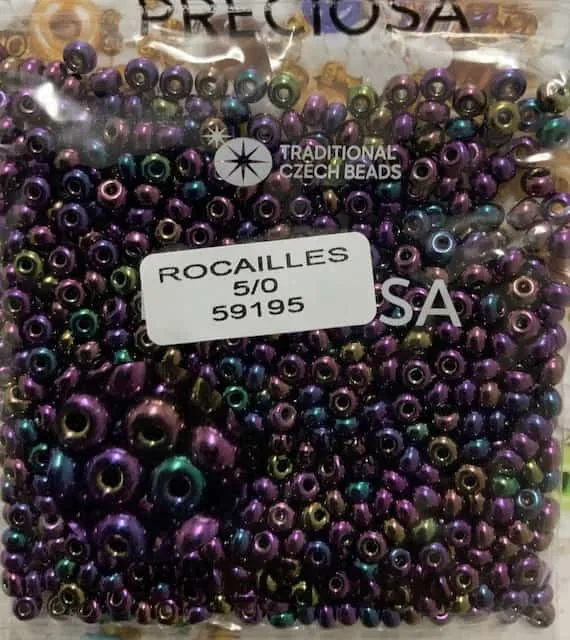 PRECIOSA
TRADITIONAL
CZECH BEADS
ROCAILLES
5/0
59195
SA